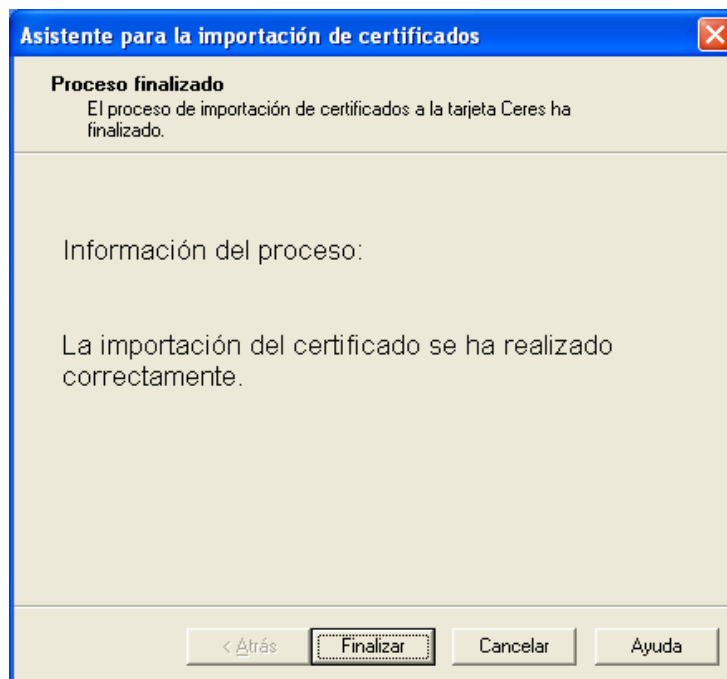 Asistente para la importación de certificados
Proceso finalizado
El proceso de importación de certificados a la tarjeta Ceres ha
finalizado.
Información del proceso:
La importación del certificado se ha realizado
correctamente.
< Atrás
Finalizar
Cancelar
Ayuda